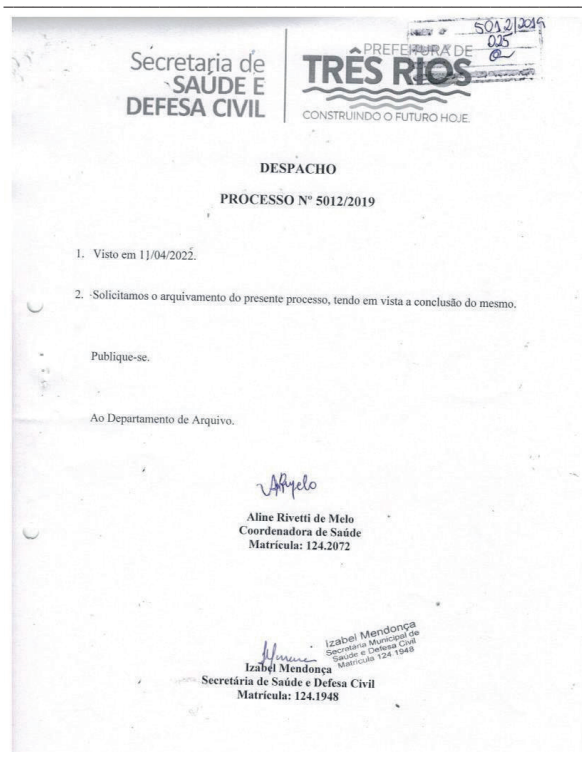 5012/2019
025
Secretaria de
SAÚDE E
DEFESA CIVIL
PREFEITURA DE
TRÊS RIOS
CONSTRUINDO O FUTURO HOJE.
DESPACHO
PROCESSO Nº 5012/2019
1. Visto em 11/04/2022.
2. Solicitamos o arquivamento do presente processo, tendo em vista a conclusão do mesmo.
Publique-se.
Ao Departamento de Arquivo.
Aline Rivetti de Melo
Coordenadora de Saúde
Matrícula: 124.2072
Izabel Mendonça
Secretária Municipal de
Saúde e Defesa Civil
Matrícula 124 1948
Izabel Mendonça
Secretária de Saúde e Defesa Civil
Matrícula: 124.1948